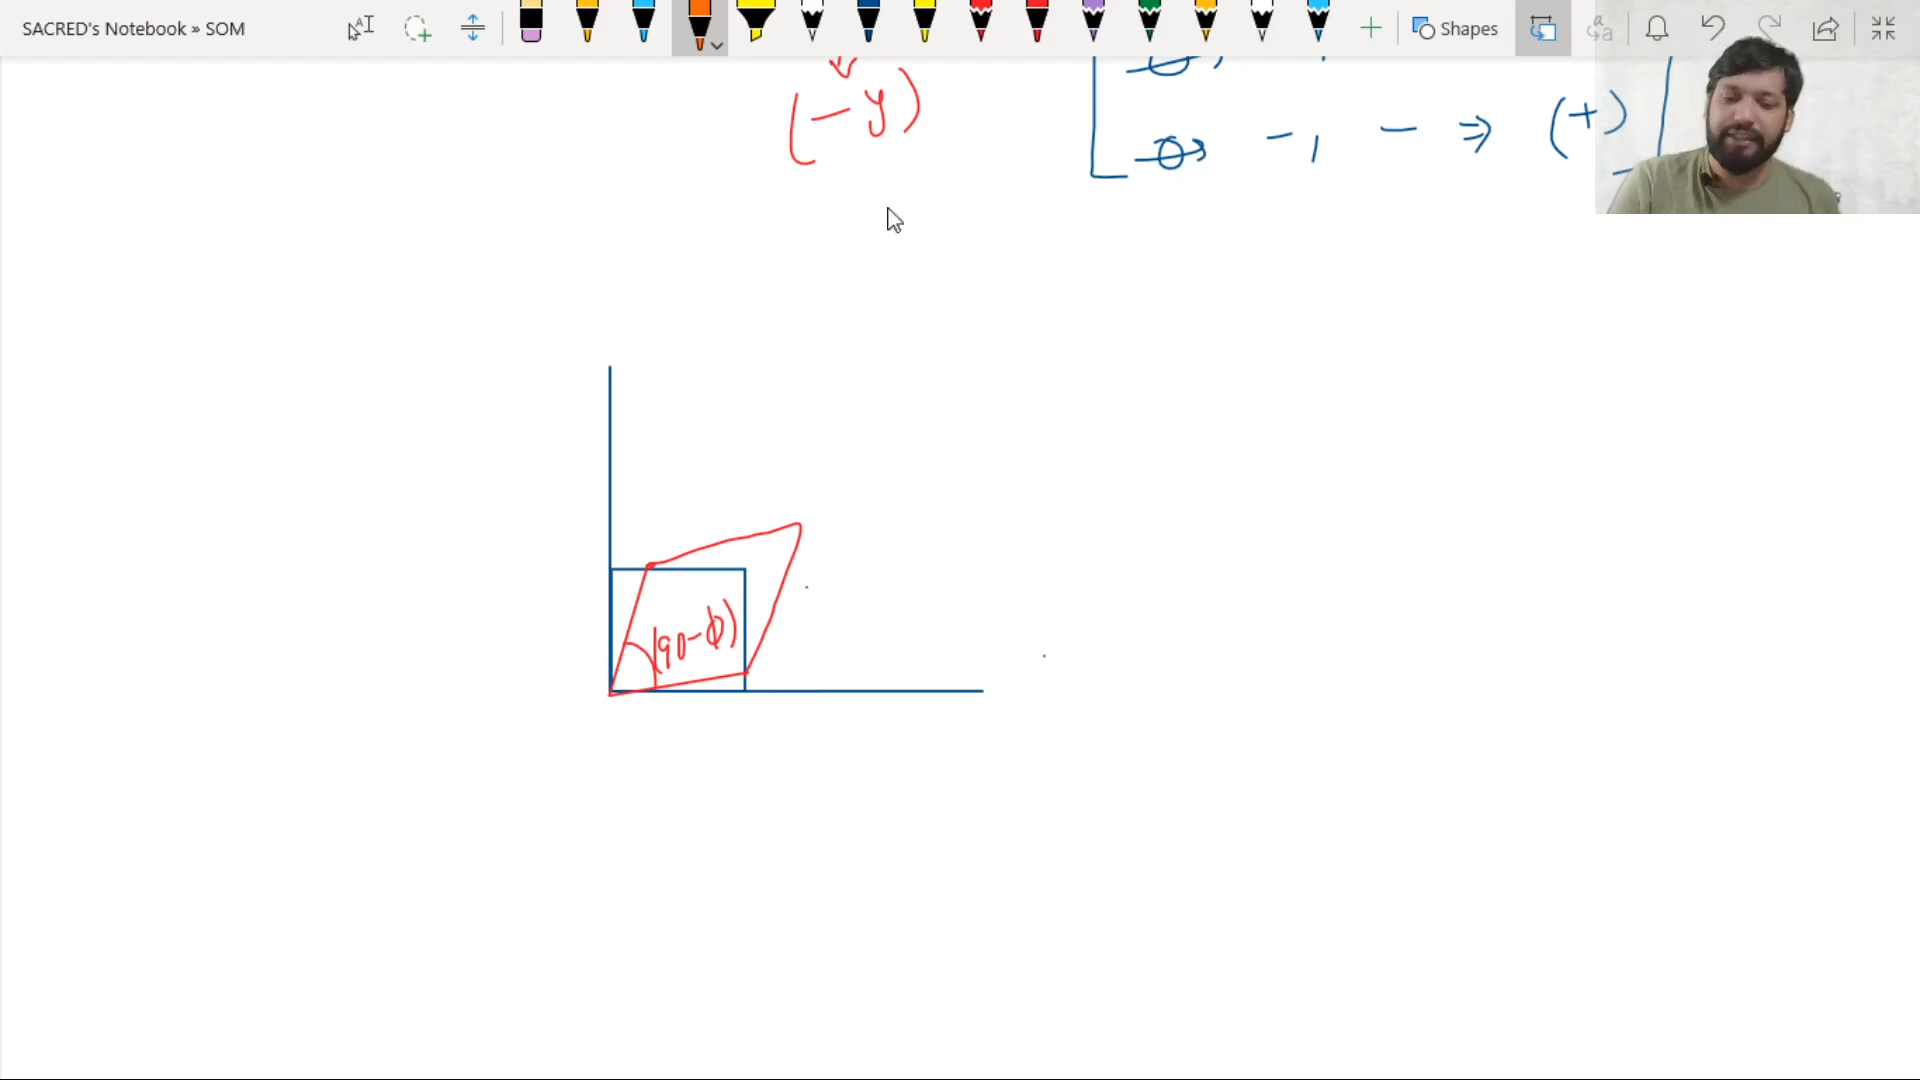 SACRED's Notebook » SOM
Shapes
(-y)
-, - ⇒ (+)
(90-φ)